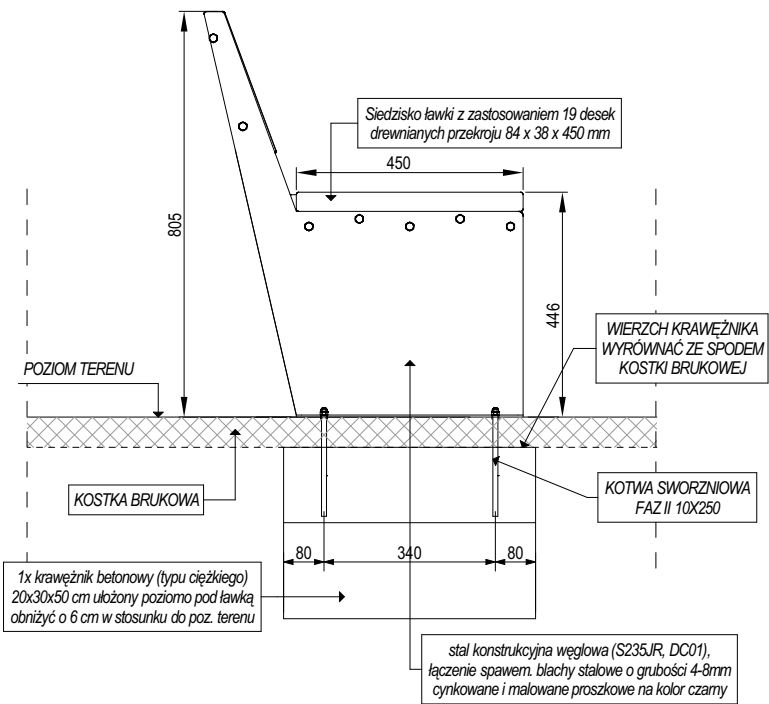 Siedzisko ławki z zastosowaniem 19 desek
drewnianych przekroju 84 x 38 x 450 mm
450
805
446
WIERZCH KRAWĘŻNIKA
WYRÓWNAĆ ZE SPODEM
KOSTKI BRUKOWEJ
POZIOM TERENU
KOSTKA BRUKOWA
KOTWA SWORZNIOWA
FAZ II 10X250
80
340
80
1x krawężnik betonowy (typu ciężkiego)
20x30x50 cm ułożony poziomo pod ławką
obniżyć o 6 cm w stosunku do poz. terenu
stal konstrukcyjna węglowa (S235JR, DC01),
łączenie spawem. blachy stalowe o grubości 4-8mm
cynkowane i malowane proszkowe na kolor czarny